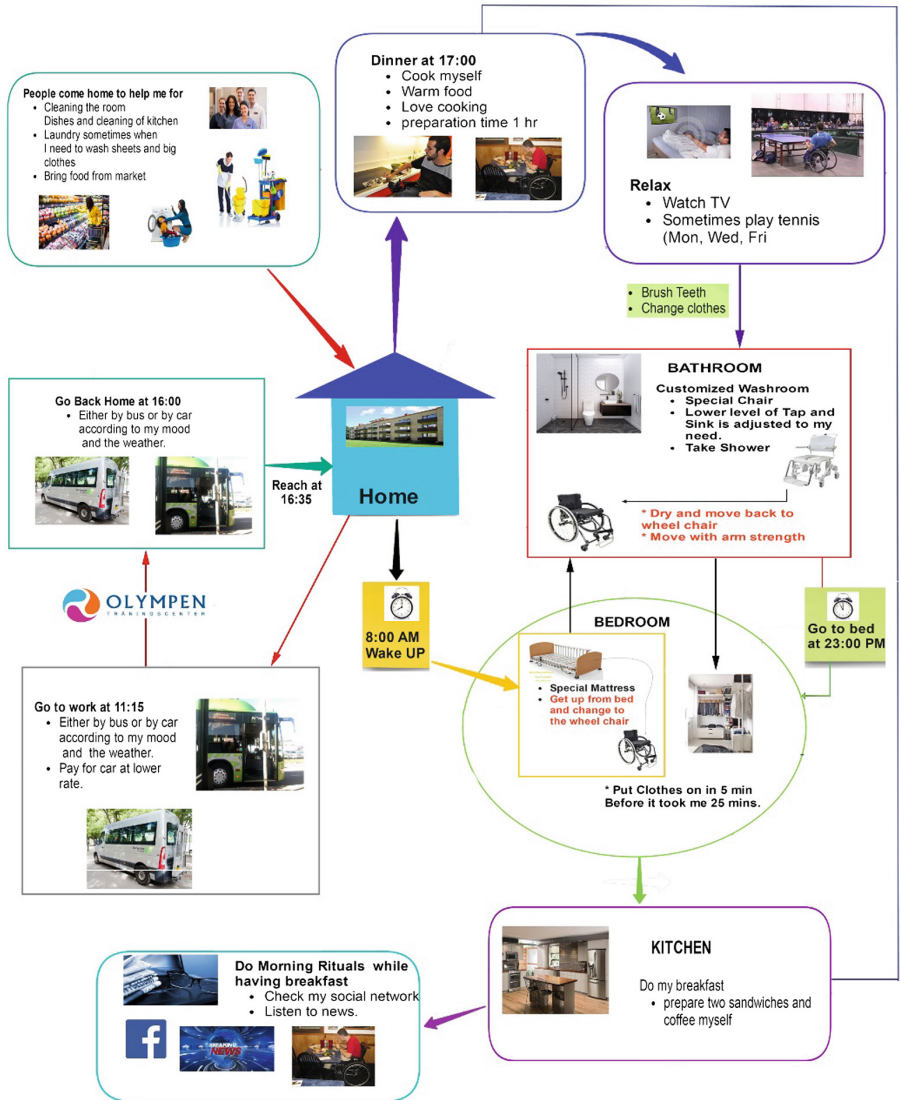 People come home to help me for
• Cleaning the room
Dishes and cleaning of kitchen
• Laundry sometimes when
I need to wash sheets and big
clothes
• Bring food from market
Dinner at 17:00
• Cook myself
• Warm food
• Love cooking
• preparation time 1 hr
Relax
• Watch TV
• Sometimes play tennis
(Mon, Wed, Fri
• Brush Teeth
• Change clothes
Go Back Home at 16:00
• Either by bus or by car
according to my mood
and the weather.
Reach at
16:35
Home
BATHROOM
Customized Washroom
• Special Chair
• Lower level of Tap and
Sink is adjusted to my
need.
• Take Shower
* Dry and move back to
wheel chair
* Move with arm strength
OLYMPEN
TRÄNINGSCENTER
8:00 AM
Wake UP
Go to bed
at 23:00 PM
BEDROOM
• Special Mattress
• Get up from bed
and change to
the wheel chair
* Put Clothes on in 5 min
Before it took me 25 mins.
Go to work at 11:15
• Either by bus or by car
according to my mood
and the weather.
• Pay for car at lower
rate.
KITCHEN
Do my breakfast
• prepare two sandwiches and
coffee myself
Do Morning Rituals while
having breakfast
• Check my social network
• Listen to news.
f
BREAKING
NEWS